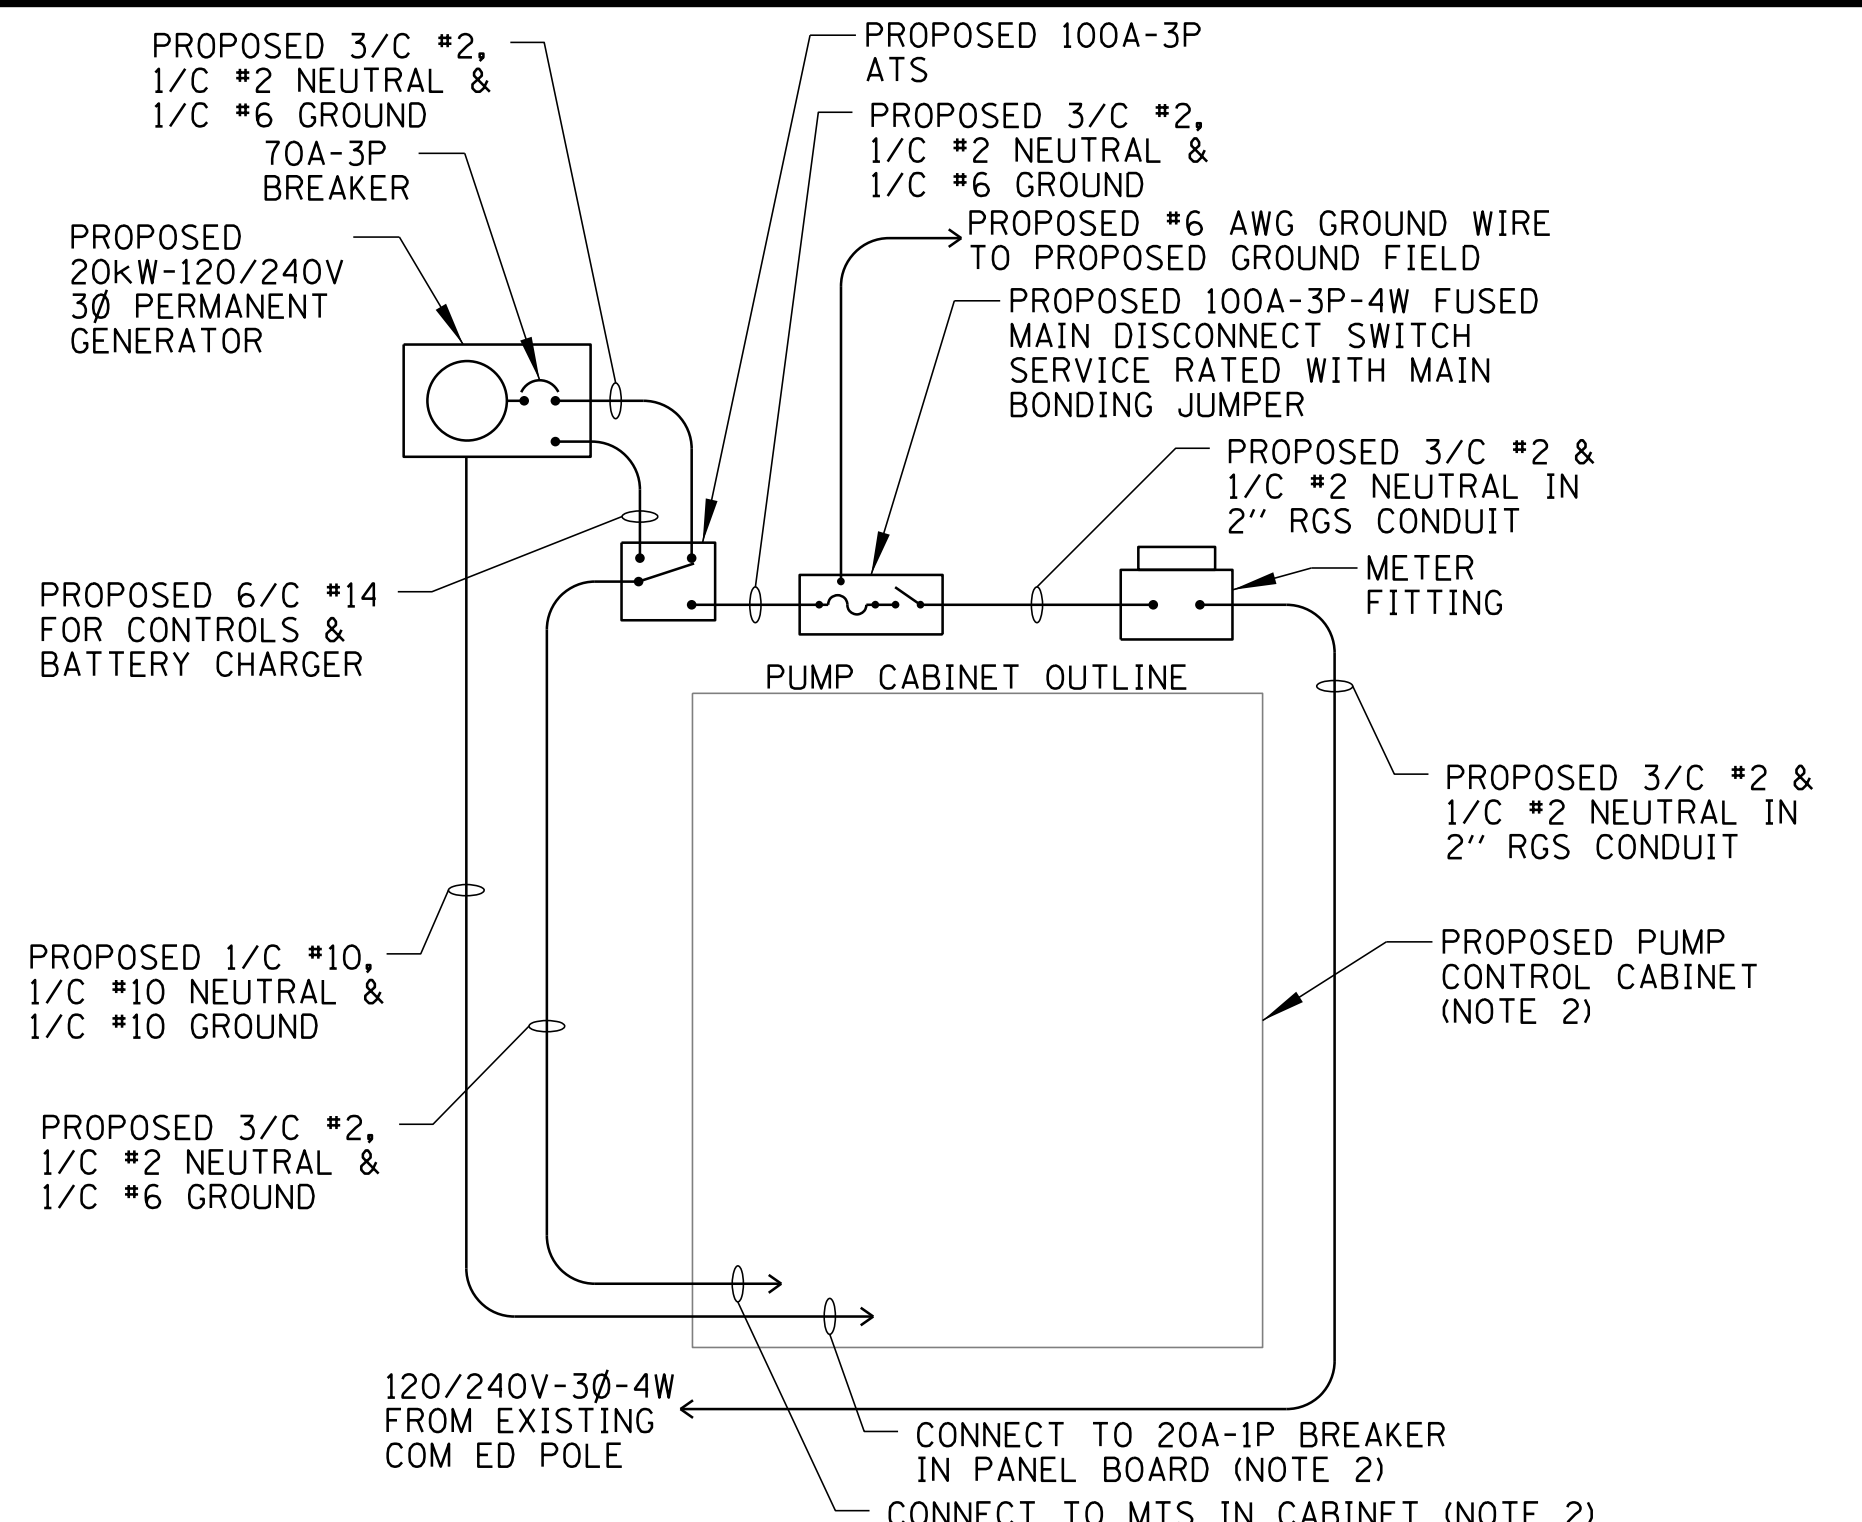 PROPOSED 3/C #2,
1/C #2 NEUTRAL &
1/C #6 GROUND
70A-3P
BREAKER
PROPOSED
20KW-120/240V
3Ø PERMANENT
GENERATOR
PROPOSED 100A-3P
ATS
PROPOSED 3/C #2,
1/C #2 NEUTRAL &
1/C #6 GROUND
PROPOSED #6 AWG GROUND WIRE
TO PROPOSED GROUND FIELD
PROPOSED 100A-3P-4W FUSED
MAIN DISCONNECT SWITCH
SERVICE RATED WITH MAIN
BONDING JUMPER
PROPOSED 3/C #2 &
1/C #2 NEUTRAL IN
2" RGS CONDUIT
METER
FITTING
PROPOSED 6/C #14
FOR CONTROLS &
BATTERY CHARGER
PUMP CABINET OUTLINE
PROPOSED 3/C #2 &
1/C #2 NEUTRAL IN
2" RGS CONDUIT
PROPOSED PUMP
CONTROL CABINET
(NOTE 2)
PROPOSED 1/C #10,
1/C #10 NEUTRAL &
1/C #10 GROUND
PROPOSED 3/C #2,
1/C #2 NEUTRAL &
1/C #6 GROUND
120/240V-3Ø-4W
FROM EXISTING
COM ED POLE
CONNECT TO 20A-1P BREAKER
IN PANEL BOARD (NOTE 2)
CONNECT TO MTS IN CABINET (NOTE 2)